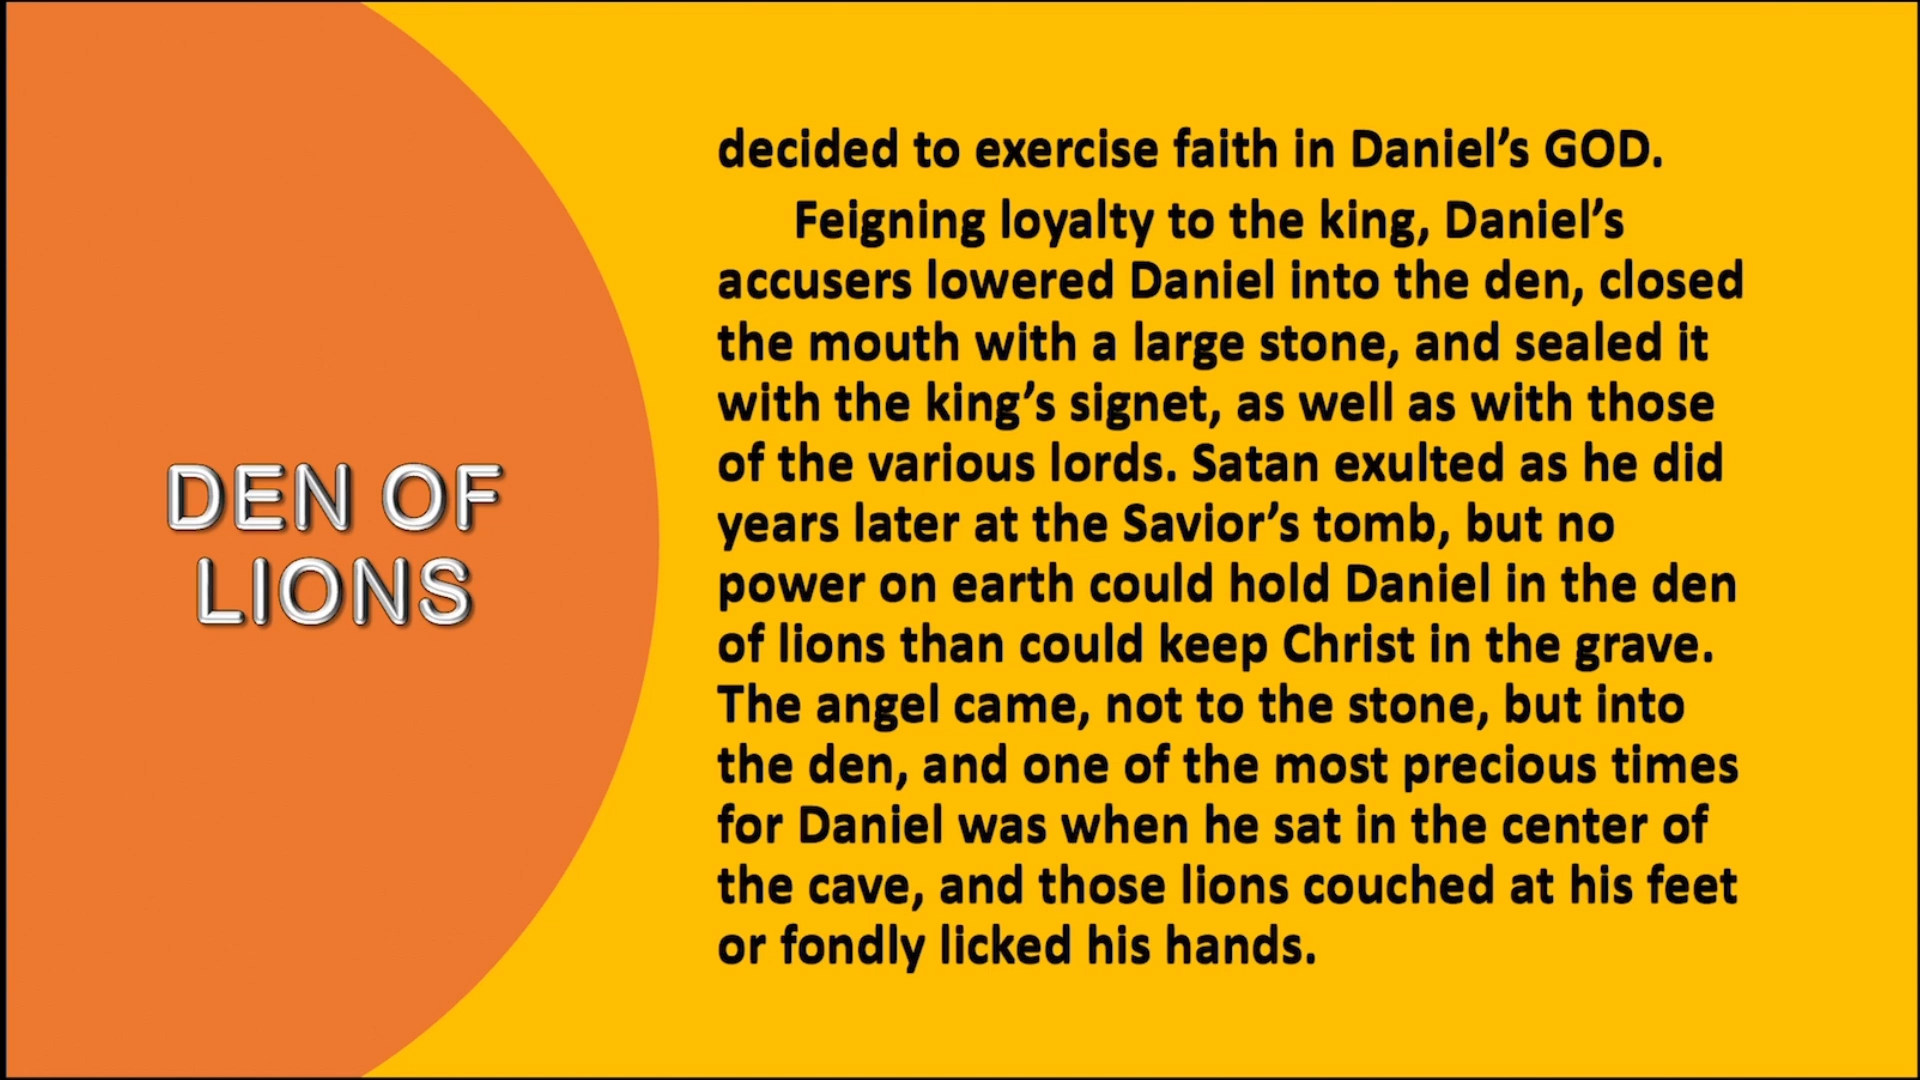 DEN OF
LIONS
decided to exercise faith in Daniel’s GOD.
Feigning loyalty to the king, Daniel’s
accusers lowered Daniel into the den, closed
the mouth with a large stone, and sealed it
with the king’s signet, as well as with those
of the various lords. Satan exulted as he did
years later at the Savior’s tomb, but no
power on earth could hold Daniel in the den
of lions than could keep Christ in the grave.
The angel came, not to the stone, but into
the den, and one of the most precious times
for Daniel was when he sat in the center of
the cave, and those lions couched at his feet
or fondly licked his hands.